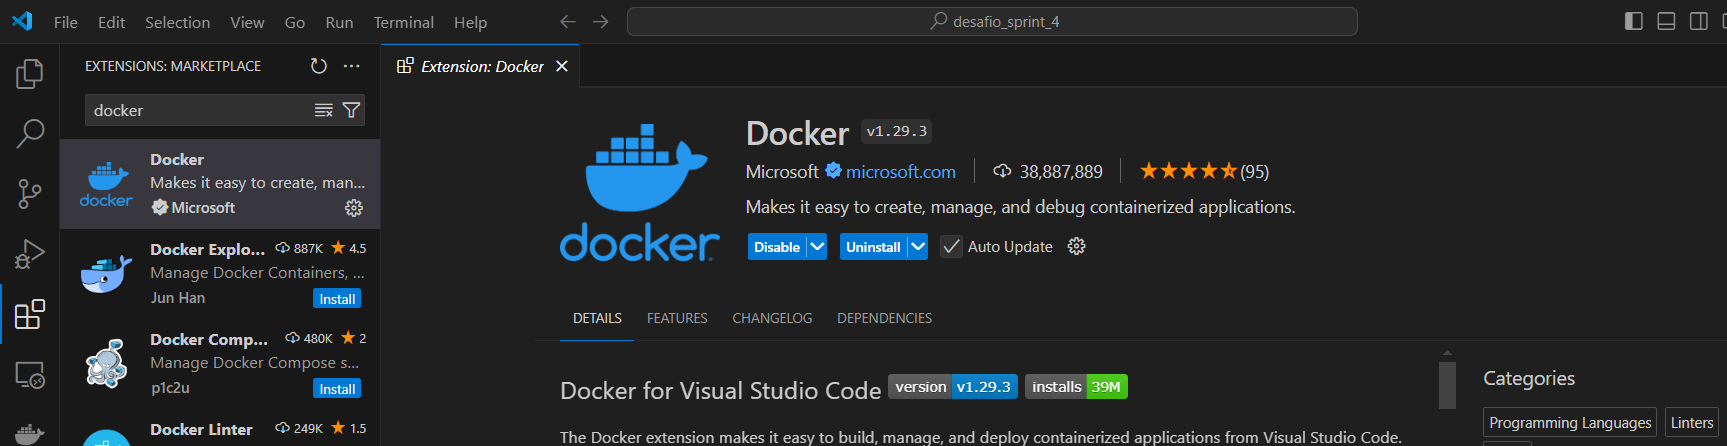 File Edit Selection View Go Run Terminal Help
desafio_sprint_4
EXTENSIONS: MARKETPLACE
docker
Docker
Makes it easy to create, man...
Microsoft
docker
Docker Explo... 887K 4.5
Manage Docker Containers, ...
Jun Han Install
Docker Comp... 480K 2
Manage Docker Compose s...
p1c2u Install
Docker Linter 249K 1.5
Extension: Docker
docker
Docker v1.29.3
Microsoft microsoft.com 38,887,889 (95)
Makes it easy to create, manage, and debug containerized applications.
Disable Uninstall Auto Update
DETAILS FEATURES CHANGELOG DEPENDENCIES
Docker for Visual Studio Code version v1.29.3 installs 39M
The Docker extension makes it easy to build, manage, and deploy containerized applications from Visual Studio Code.
Categories
Programming Languages Linters